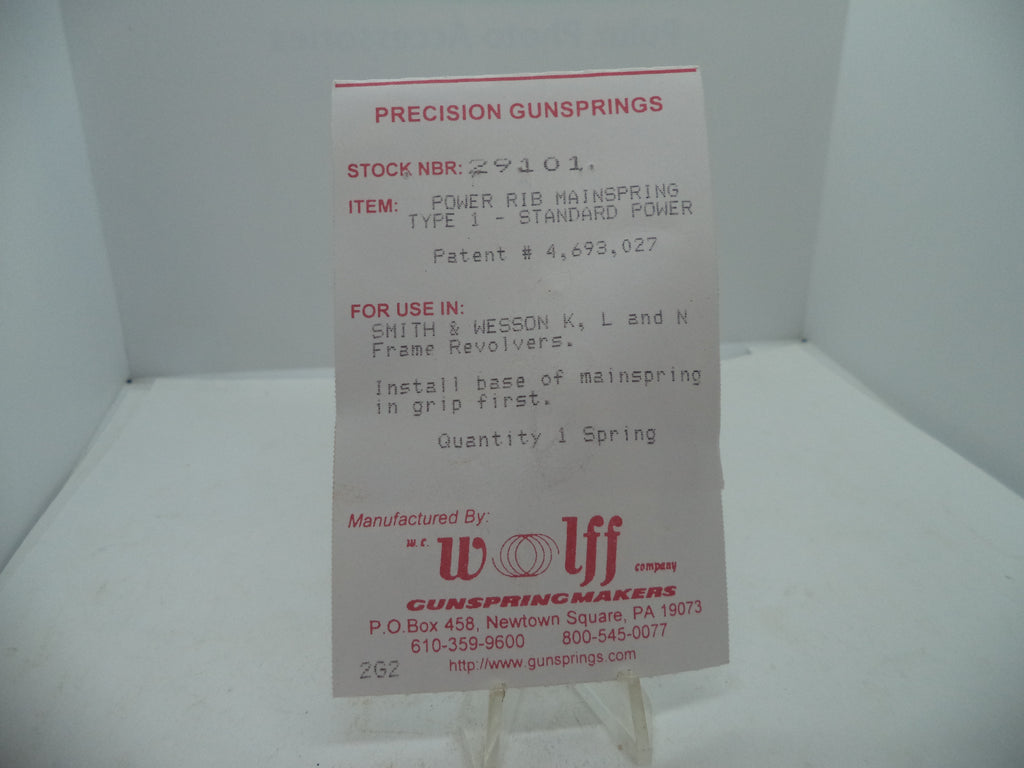 PRECISION GUNSPRINGS
STOCK NBR: 29101.
ITEM: POWER RIB MAINSPRING
TYPE 1 - STANDARD POWER
Patent # 4,693,027
FOR USE IN:
SMITH & WESSON K, L and N
Frame Revolvers.
Install base of mainspring
in grip first.
Quantity 1 Spring
Manufactured By:
W.C. Wolff company
GUNSPRINGMAKERS
P.O.Box 458, Newtown Square, PA 19073
610-359-9600 800-545-0077
http://www.gunsprings.com
2G2